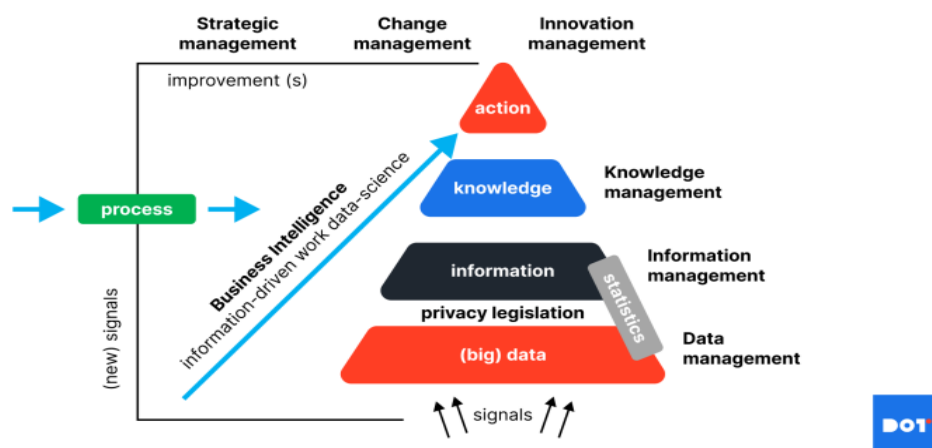 Strategic
management
Change
management
Innovation
management
improvement (s)
action
knowledge
Knowledge
management
process
Business Intelligence
information-driven work data-science
information
Information
management
statistics
privacy legislation
(big) data
Data
management
(new) signals
signals
DOT